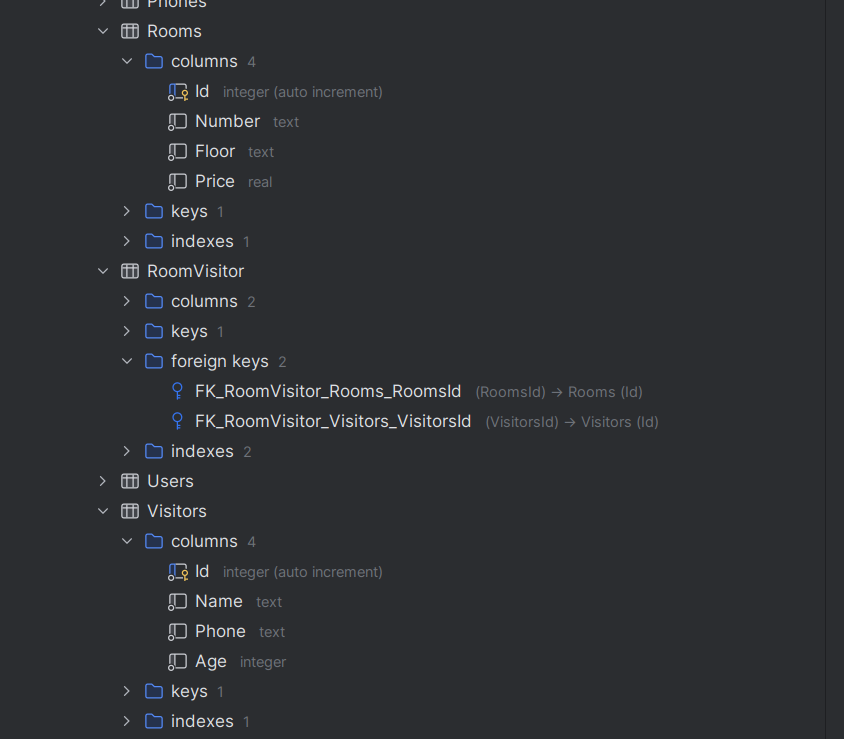 Phones
Rooms
columns 4
Id integer (auto increment)
Number text
Floor text
Price real
keys 1
indexes 1
RoomVisitor
columns 2
keys 1
foreign keys 2
FK_RoomVisitor_Rooms_RoomsId (RoomsId) → Rooms (Id)
FK_RoomVisitor_Visitors_VisitorsId (VisitorsId) → Visitors (Id)
indexes 2
Users
Visitors
columns 4
Id integer (auto increment)
Name text
Phone text
Age integer
keys 1
indexes 1